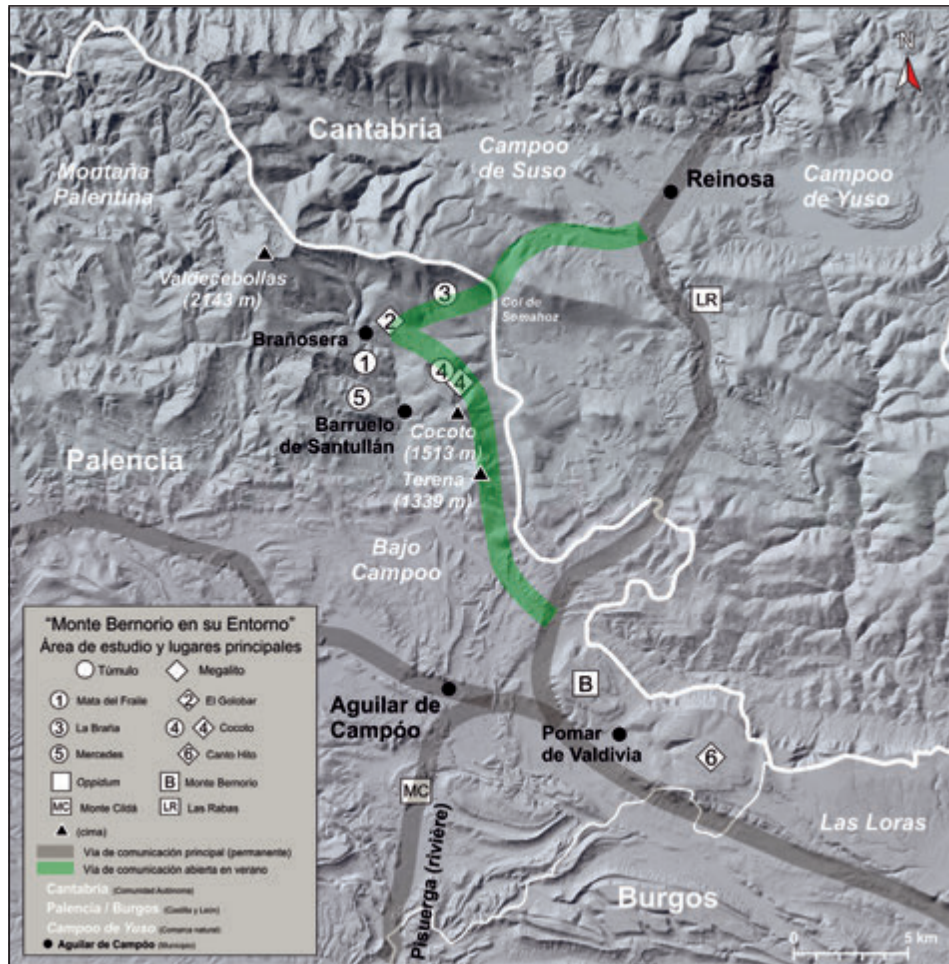 N
Cantabria
Campoo
de Suso
Reinosa
Montaña
Palentina
Campoo
de Yuso
Valdecebollas
(2143 m)
3
Col de
Somahoz
LR
2
Brañosera
1
4
4
5
Barruelo
de Santullán
Cocoto
(1513 m)
Palencia
Terena
(1339 m)
Bajo
Campoo
B
Aguilar de
Campóo
Pomar
de Valdivia
6
MC
Las Loras
Pisuerga (rivière)
Burgos
0 5 km
"Monte Bernorio en su Entorno"
Área de estudio y lugares principales
Túmulo Megalito
1 Mata del Fraile 2 El Golobar
3 La Braña 4 4 Cocoto
5 Mercedes 6 Canto Hito
Oppidum B Monte Bernorio
MC Monte Cildá LR Las Rabas
(cima)
Vía de comunicación principal (permanente)
Vía de comunicación abierta en verano
Cantabria (Comunidad Autónoma)
Palencia / Burgos (Castilla y León)
Campoo de Yuso (Comarca natural)
Aguilar de Campóo (Municipio)